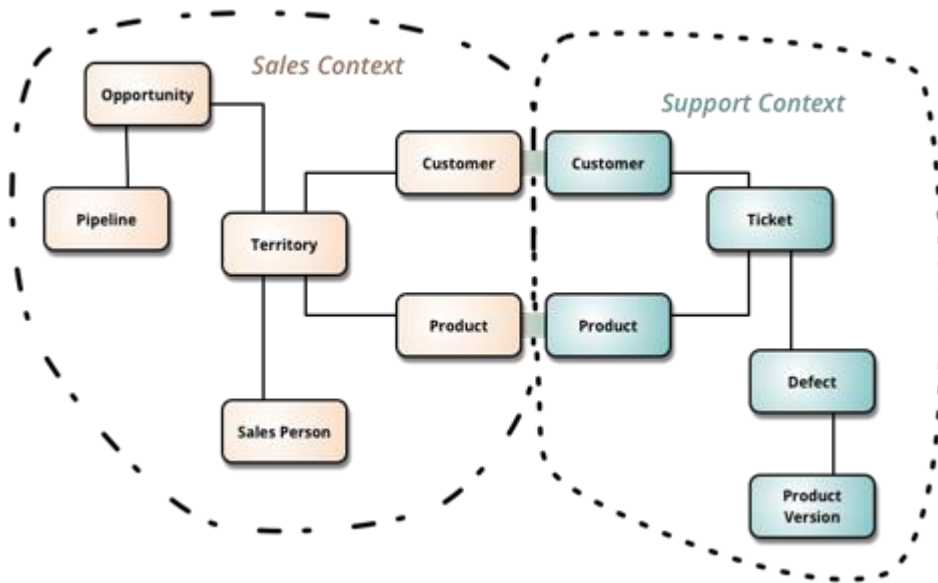 Sales Context
Opportunity
Support Context
Customer
Customer
Pipeline
Ticket
Territory
Product
Product
Defect
Sales Person
Product
Version